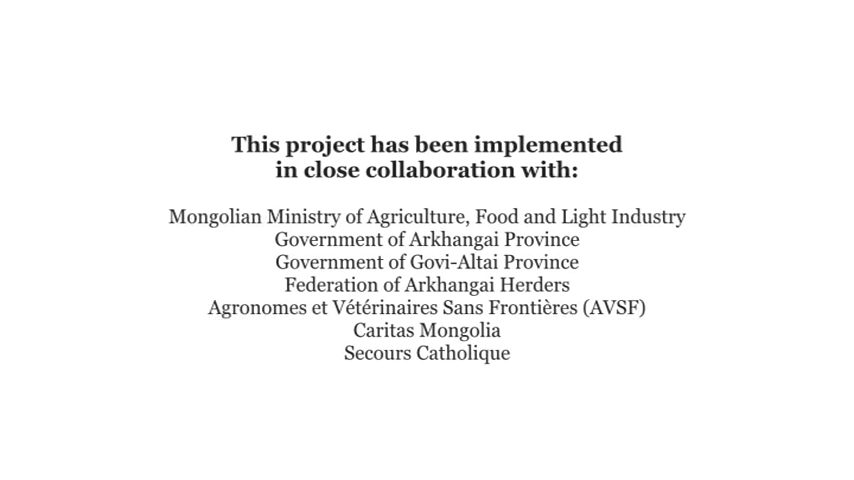 This project has been implemented
in close collaboration with:
Mongolian Ministry of Agriculture, Food and Light Industry
Government of Arkhangai Province
Government of Govi-Altai Province
Federation of Arkhangai Herders
Agronomes et Vétérinaires Sans Frontières (AVSF)
Caritas Mongolia
Secours Catholique